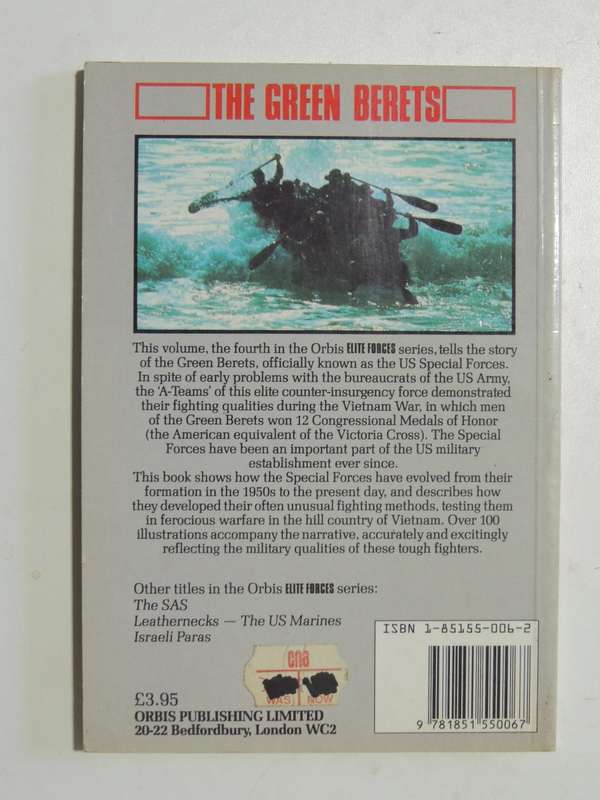 THE GREEN BERETS
This volume, the fourth in the Orbis ELITE FORCES series, tells the story
of the Green Berets, officially known as the US Special Forces.
In spite of early problems with the bureaucrats of the US Army,
the ‘A-Teams’ of this elite counter-insurgency force demonstrated
their fighting qualities during the Vietnam War, in which men
of the Green Berets won 12 Congressional Medals of Honor
(the American equivalent of the Victoria Cross). The Special
Forces have been an important part of the US military
establishment ever since.
This book shows how the Special Forces have evolved from their
formation in the 1950s to the present day, and describes how
they developed their often unusual fighting methods, testing them
in ferocious warfare in the hill country of Vietnam. Over 100
illustrations accompany the narrative, accurately and excitingly
reflecting the military qualities of these tough fighters.
Other titles in the Orbis ELITE FORCES series:
The SAS
Leathernecks — The US Marines
Israeli Paras
cna
WAS NOW
£3.95
ORBIS PUBLISHING LIMITED
20-22 Bedfordbury, London WC2
ISBN 1-85155-006-2
9 781851 550067